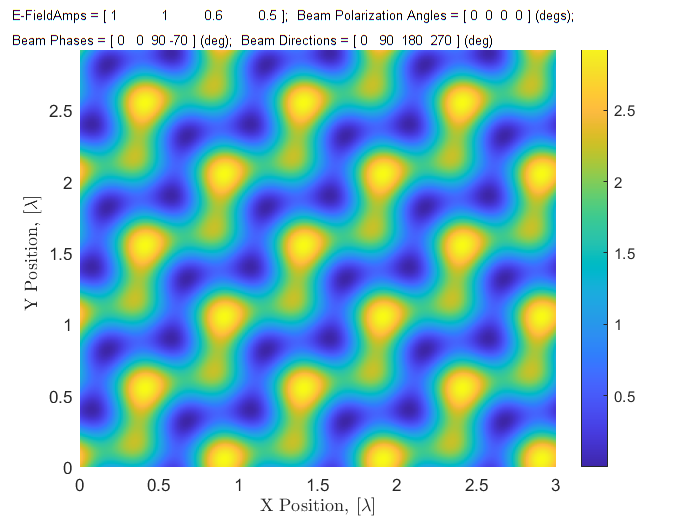 E-FieldAmps = [ 1 1 0.6 0.5 ]; Beam Polarization Angles = [ 0 0 0 0 ] (degs);
Beam Phases = [ 0 0 90 -70 ] (deg); Beam Directions = [ 0 90 180 270 ] (deg)
2.5
2
1.5
1
0.5
0
Y Position, [λ]
0 0.5 1 1.5 2 2.5 3
X Position, [λ]
2.5
2
1.5
1
0.5